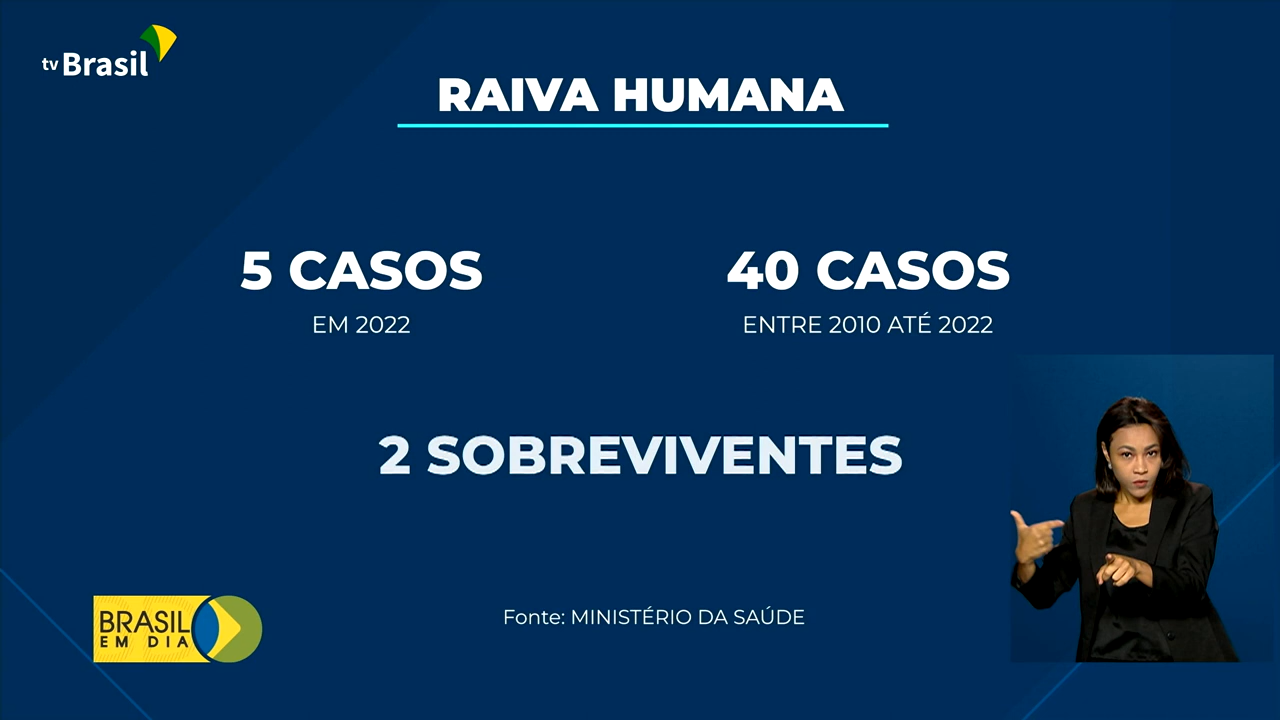 tv Brasil
RAIVA HUMANA
5 CASOS
EM 2022
40 CASOS
ENTRE 2010 ATÉ 2022
2 SOBREVIVENTES
BRASIL
EM DIA
Fonte: MINISTÉRIO DA SAÚDE